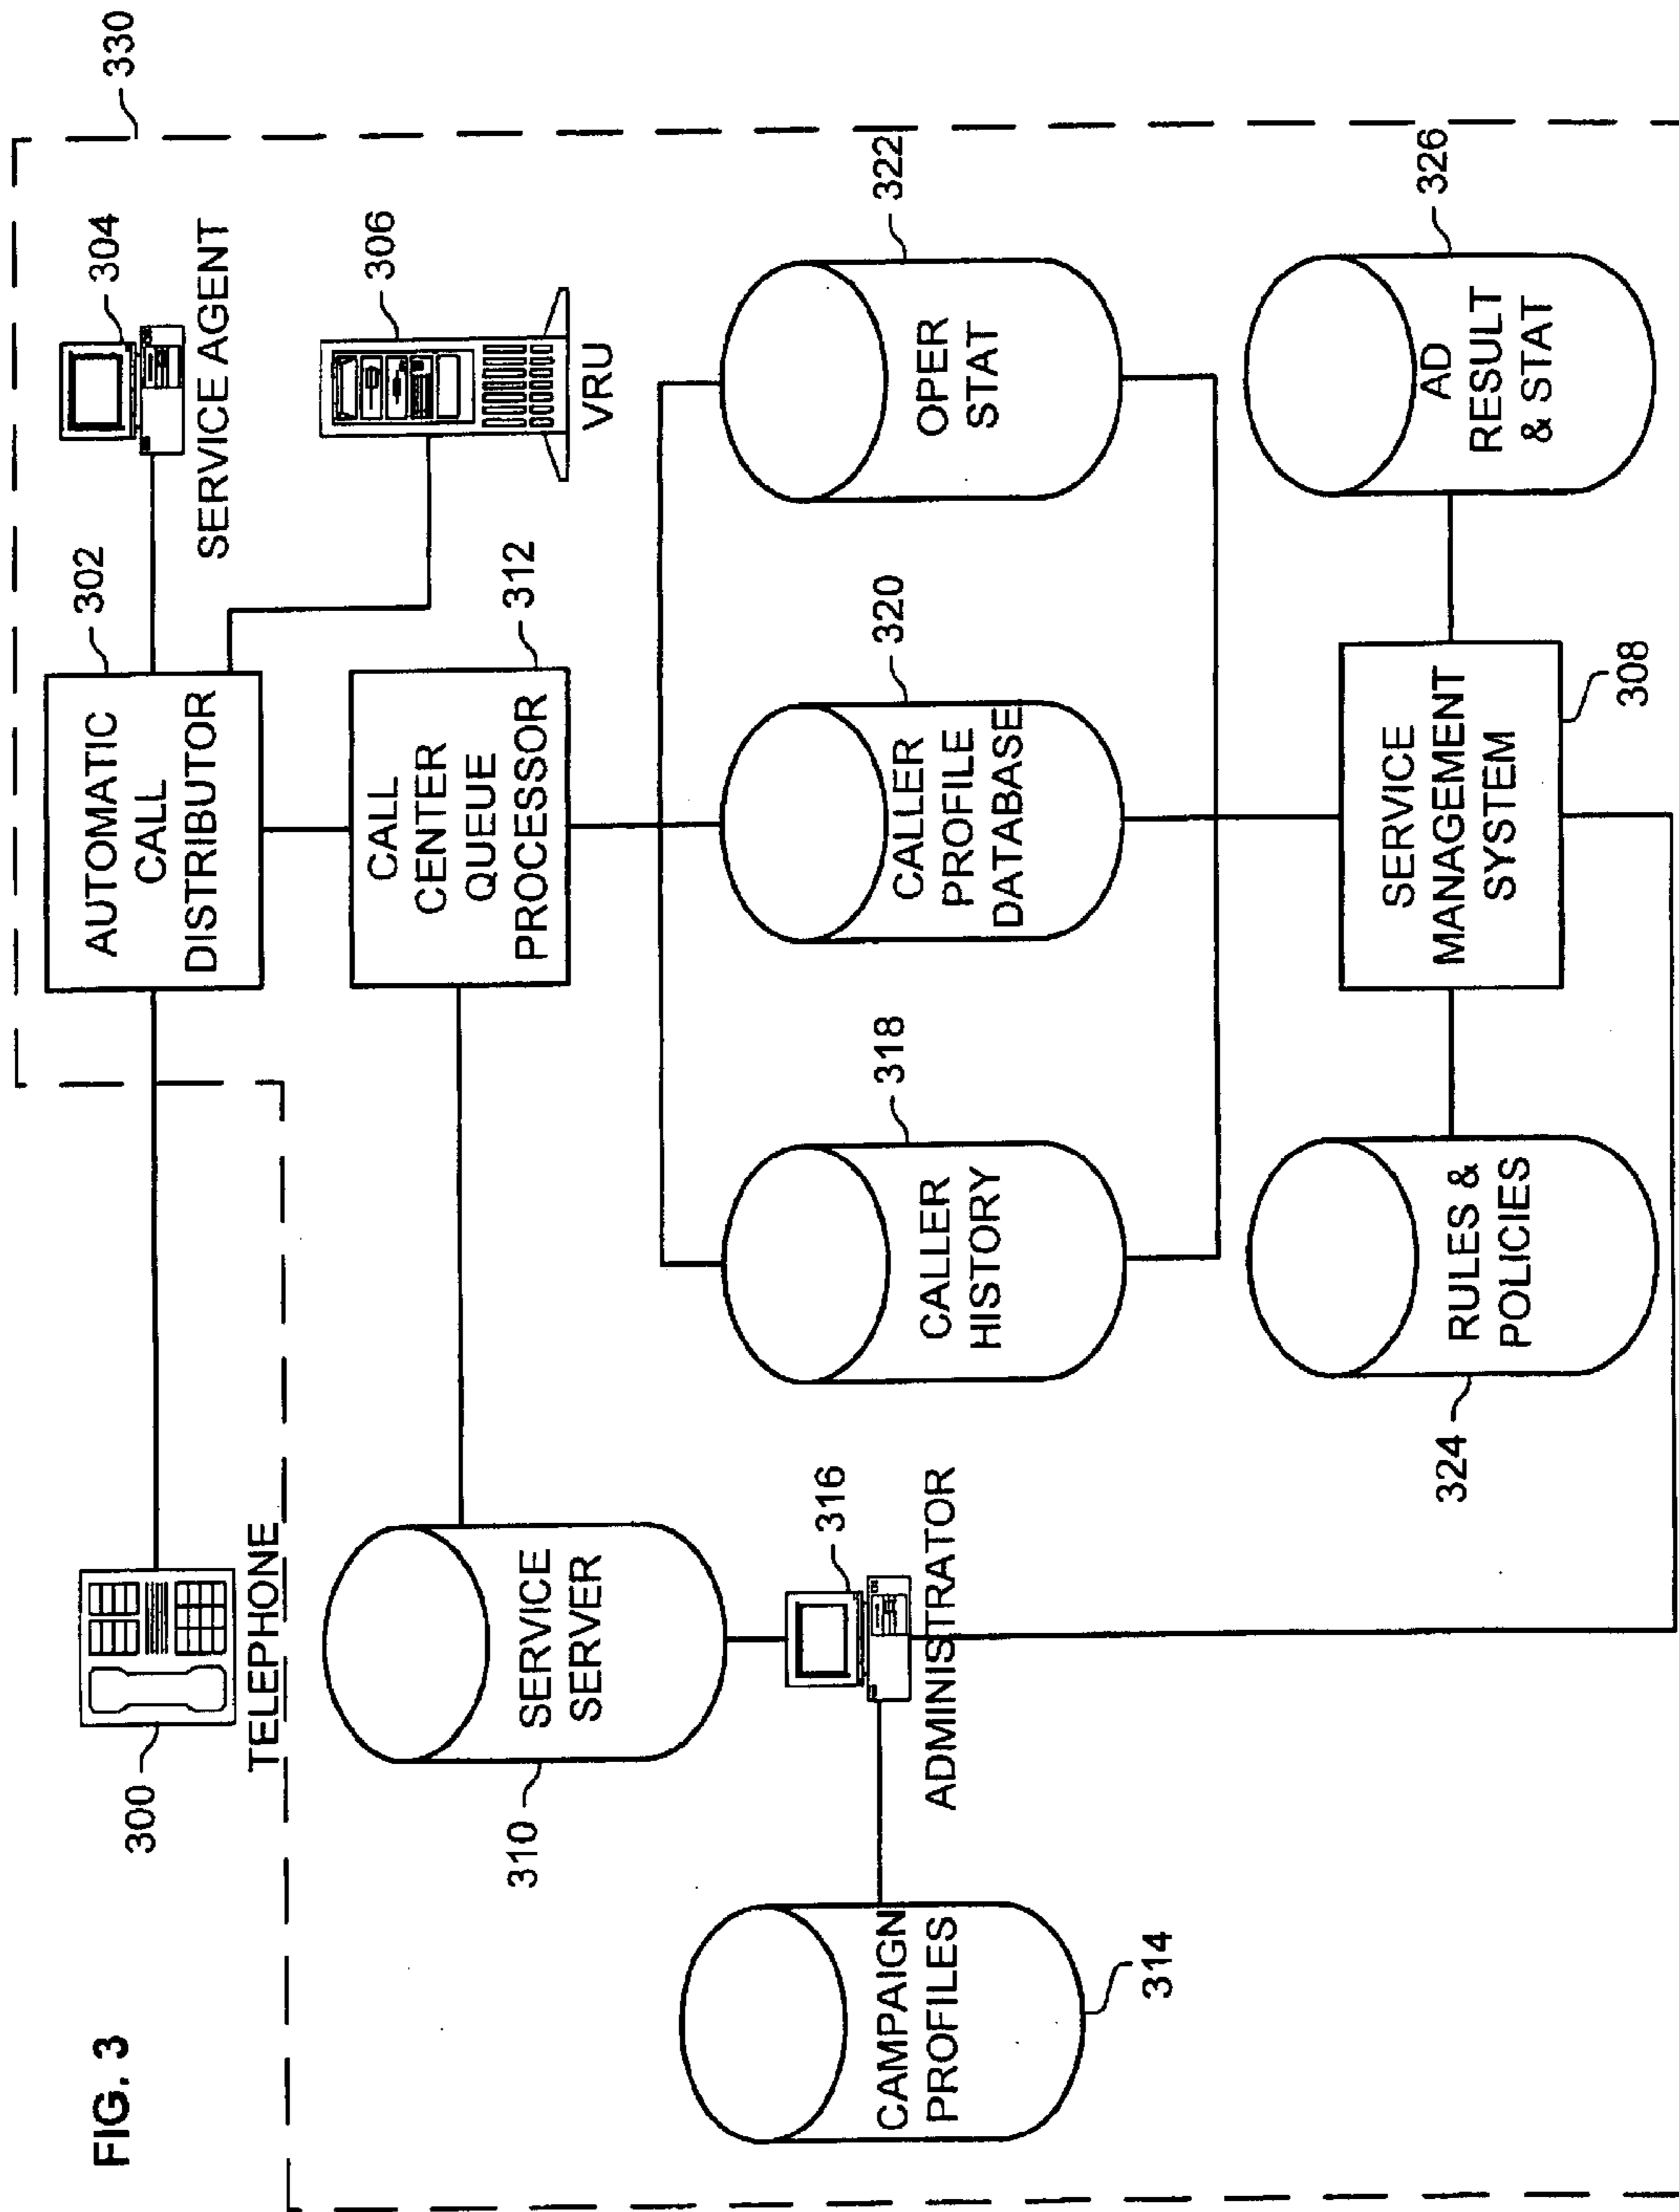 FIG. 3
330
300
TELEPHONE
302
AUTOMATIC
CALL
DISTRIBUTOR
304
SERVICE AGENT
306
VRU
310
SERVICE
SERVER
312
CALL
CENTER
QUEUE
PROCESSOR
314
CAMPAIGN
PROFILES
316
ADMINISTRATOR
318
CALLER
HISTORY
320
CALLER
PROFILE
DATABASE
322
OPER
STAT
324
RULES &
POLICIES
SERVICE
MANAGEMENT
SYSTEM
308
326
AD
RESULT
& STAT